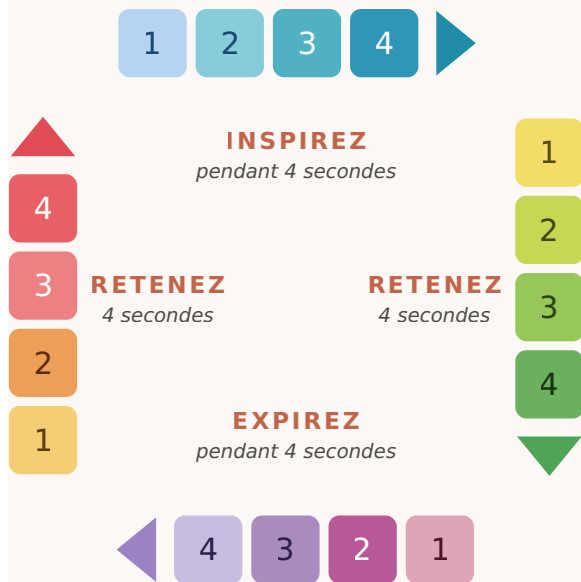 1 2 3 4
INSPIREZ
pendant 4 secondes
1
2
3
4
RETENEZ
4 secondes
EXPIREZ
pendant 4 secondes
4 3 2 1
4
3
2
1
RETENEZ
4 secondes